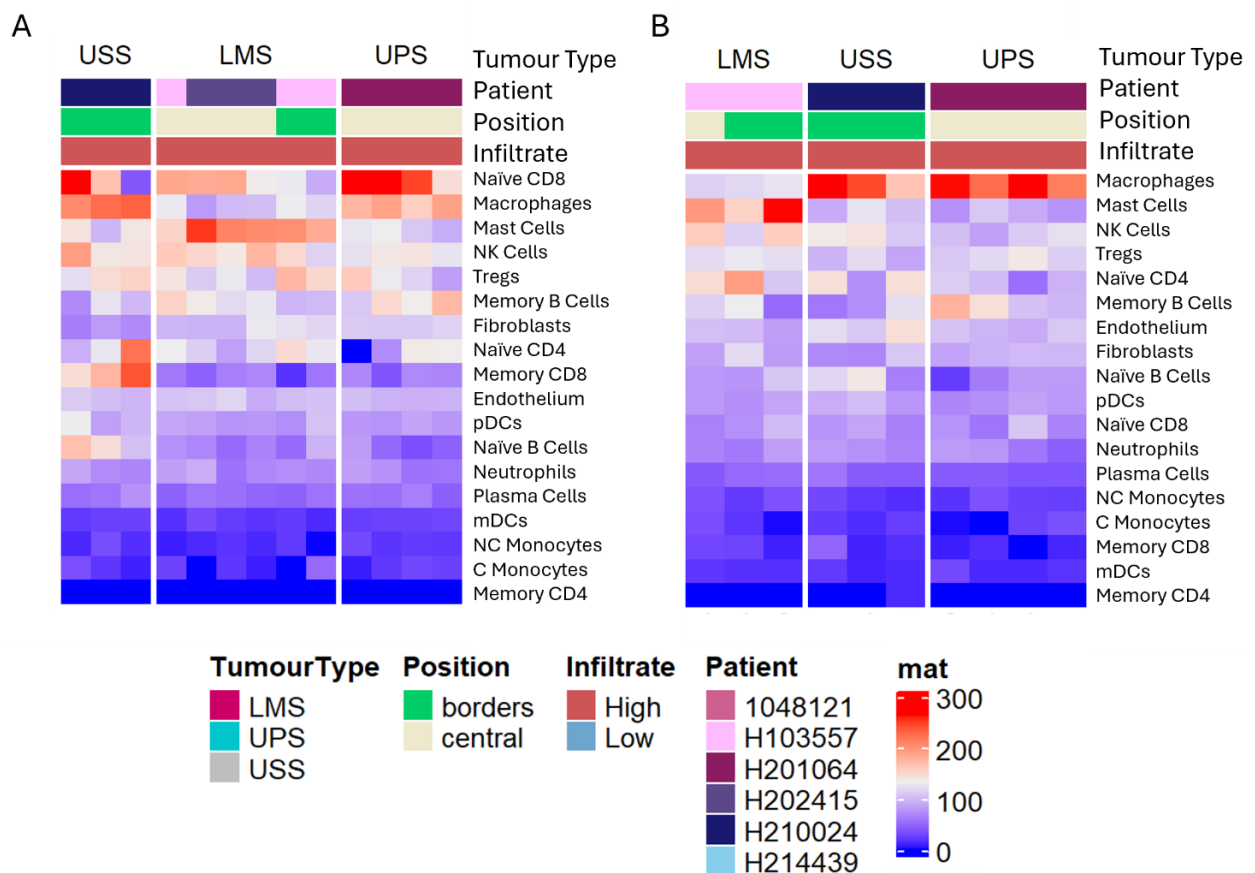 A
USS LMS UPS Tumour Type
Patient
Position
Infiltrate
Naïve CD8
Macrophages
Mast Cells
NK Cells
Tregs
Memory B Cells
Fibroblasts
Naïve CD4
Memory CD8
Endothelium
pDCs
Naïve B Cells
Neutrophils
Plasma Cells
mDCs
NC Monocytes
C Monocytes
Memory CD4
B
LMS USS UPS Tumour Type
Patient
Position
Infiltrate
Macrophages
Mast Cells
NK Cells
Tregs
Naïve CD4
Memory B Cells
Endothelium
Fibroblasts
Naïve B Cells
pDCs
Naïve CD8
Neutrophils
Plasma Cells
NC Monocytes
C Monocytes
Memory CD8
mDCs
Memory CD4
TumourType
LMS
UPS
USS
Position
borders
central
Infiltrate
High
Low
Patient
1048121
H103557
H201064
H202415
H210024
H214439
mat
300
200
100
0